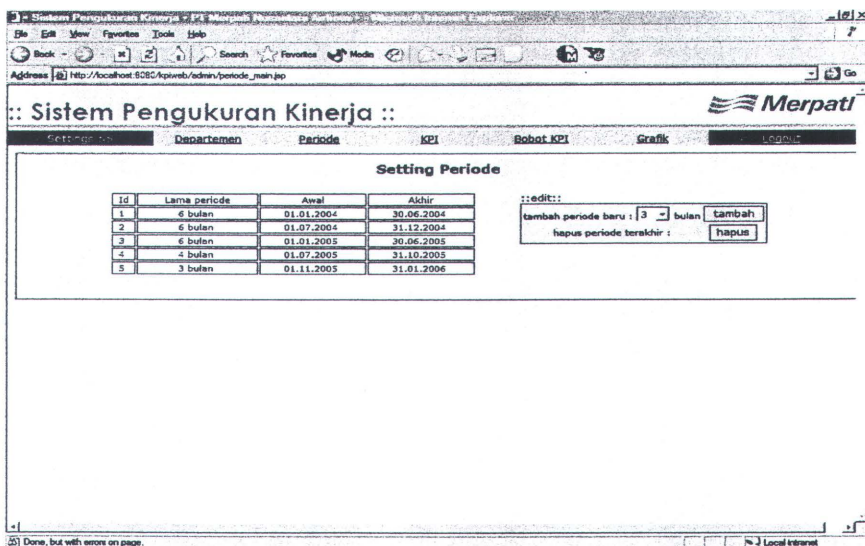 Sistem Pengukuran Kinerja - PT Merpati Nusantara
File Edit View Favorites Tools Help
Back Search Favorites Media
Address http://localhost:8080/kpiweb/admin/periode_main.jsp Go
:: Sistem Pengukuran Kinerja :: Merpati
Settings >> Departemen Periode KPI Bobot KPI Grafik Logout
Setting Periode
Id Lama periode Awal Akhir
1 6 bulan 01.01.2004 30.06.2004
2 6 bulan 01.07.2004 31.12.2004
3 6 bulan 01.01.2005 30.06.2005
4 4 bulan 01.07.2005 31.10.2005
5 3 bulan 01.11.2005 31.01.2006
::edit::
tambah periode baru : 3 bulan tambah
hapus periode terakhir : hapus
Done, but with errors on page. Local intranet